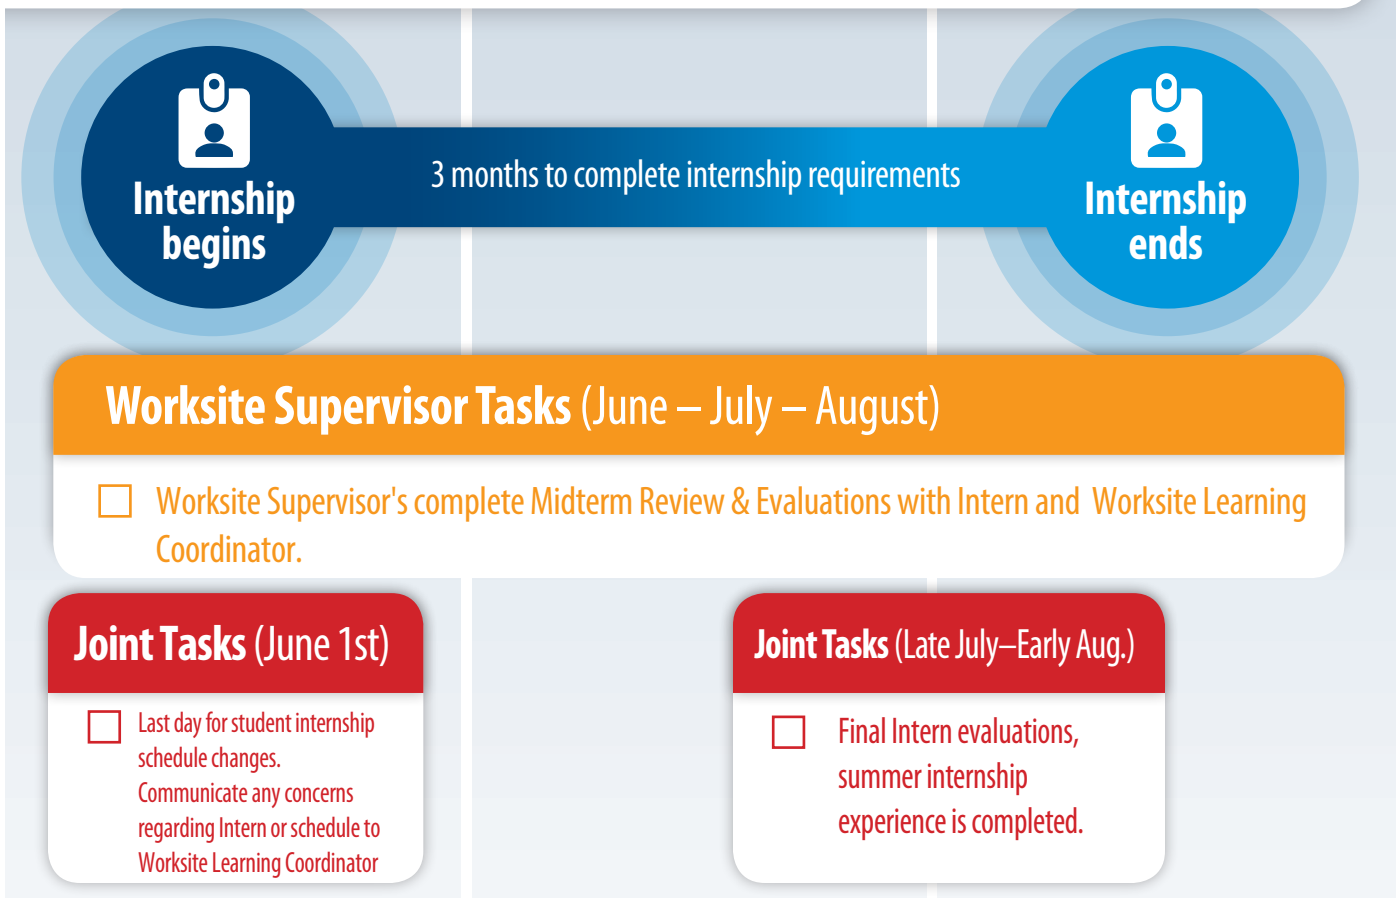 Internship
begins
3 months to complete internship requirements
Internship
ends
Worksite Supervisor Tasks (June – July – August)
Worksite Supervisor's complete Midterm Review & Evaluations with Intern and  Worksite Learning
Coordinator.
Joint Tasks (June 1st)
Last day for student internship
schedule changes.
Communicate any concerns
regarding Intern or schedule to
Worksite Learning Coordinator
Joint Tasks (Late July–Early Aug.)
Final Intern evaluations,
summer internship
experience is completed.